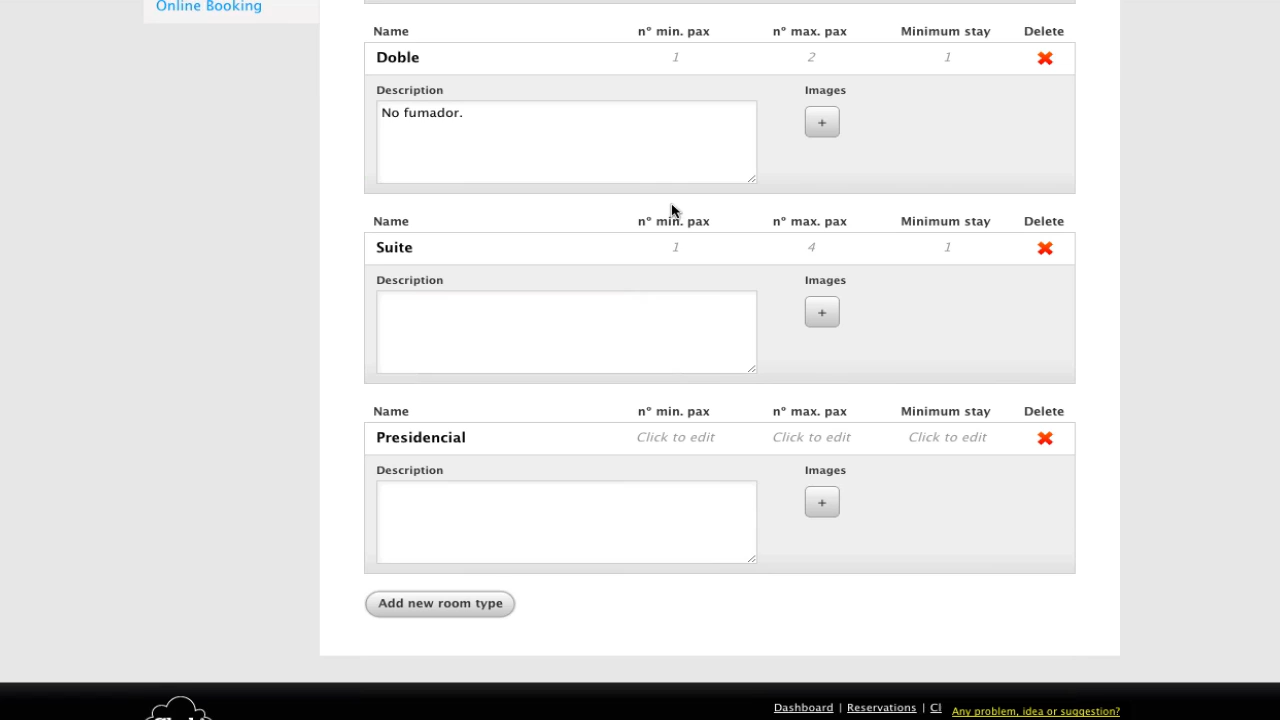 Online Booking
Name n° min. pax n° max. pax Minimum stay Delete
Doble 1 2 1
Description Images
No fumador.
+
Name n° min. pax n° max. pax Minimum stay Delete
Suite 1 4 1
Description Images
+
Name n° min. pax n° max. pax Minimum stay Delete
Presidencial Click to edit Click to edit Click to edit
Description Images
+
Add new room type
Dashboard | Reservations | Cl
Any problem, idea or suggestion?